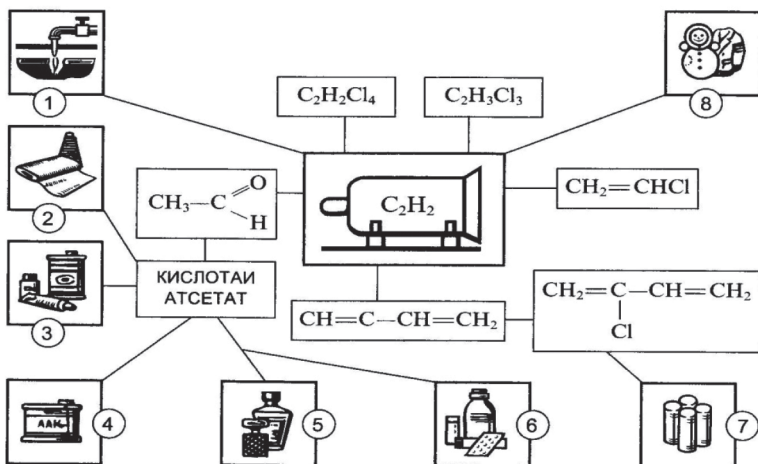 1
C₂H₂Cl₄
C₂H₃Cl₃
8
2
CH₃—C
O
H
C₂H₂
CH₂=CHCl
3
КИСЛОТАИ
АТСЕТАТ
CH=C—CH=CH₂
CH₂=C—CH=CH₂
Cl
4
5
6
7